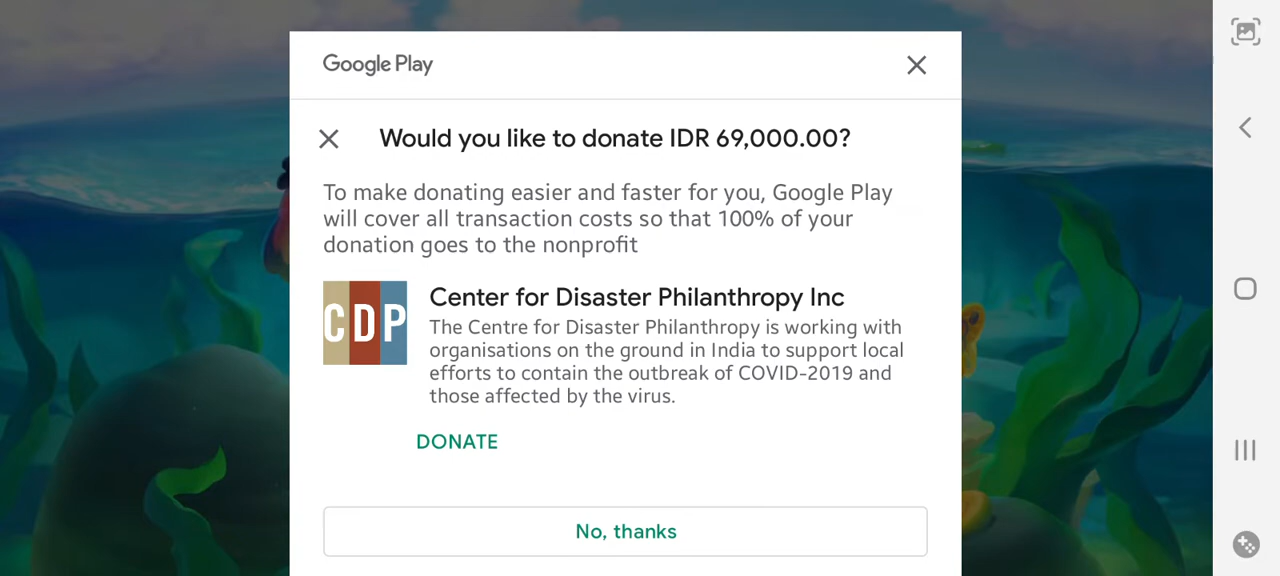 Google Play
Would you like to donate IDR 69,000.00?
To make donating easier and faster for you, Google Play
will cover all transaction costs so that 100% of your
donation goes to the nonprofit
CDP
Center for Disaster Philanthropy Inc
The Centre for Disaster Philanthropy is working with
organisations on the ground in India to support local
efforts to contain the outbreak of COVID-2019 and
those affected by the virus.
DONATE
No, thanks